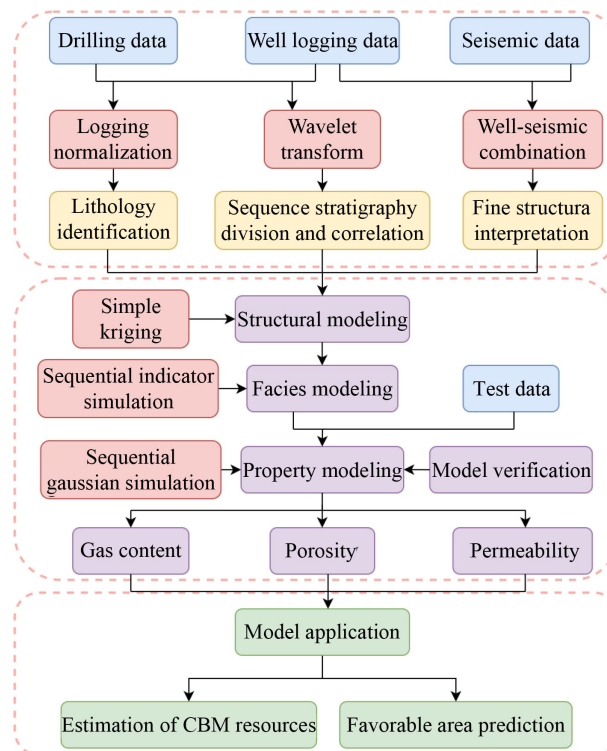 Drilling data
Well logging data
Seisemic data
Logging
normalization
Wavelet
transform
Well-seismic
combination
Lithology
identification
Sequence stratigraphy
division and correlation
Fine structura
interpretation
Simple
kriging
Structural modeling
Sequential indicator
simulation
Facies modeling
Test data
Sequential
gaussian simulation
Property modeling
Model verification
Gas content
Porosity
Permeability
Model application
Estimation of CBM resources
Favorable area prediction